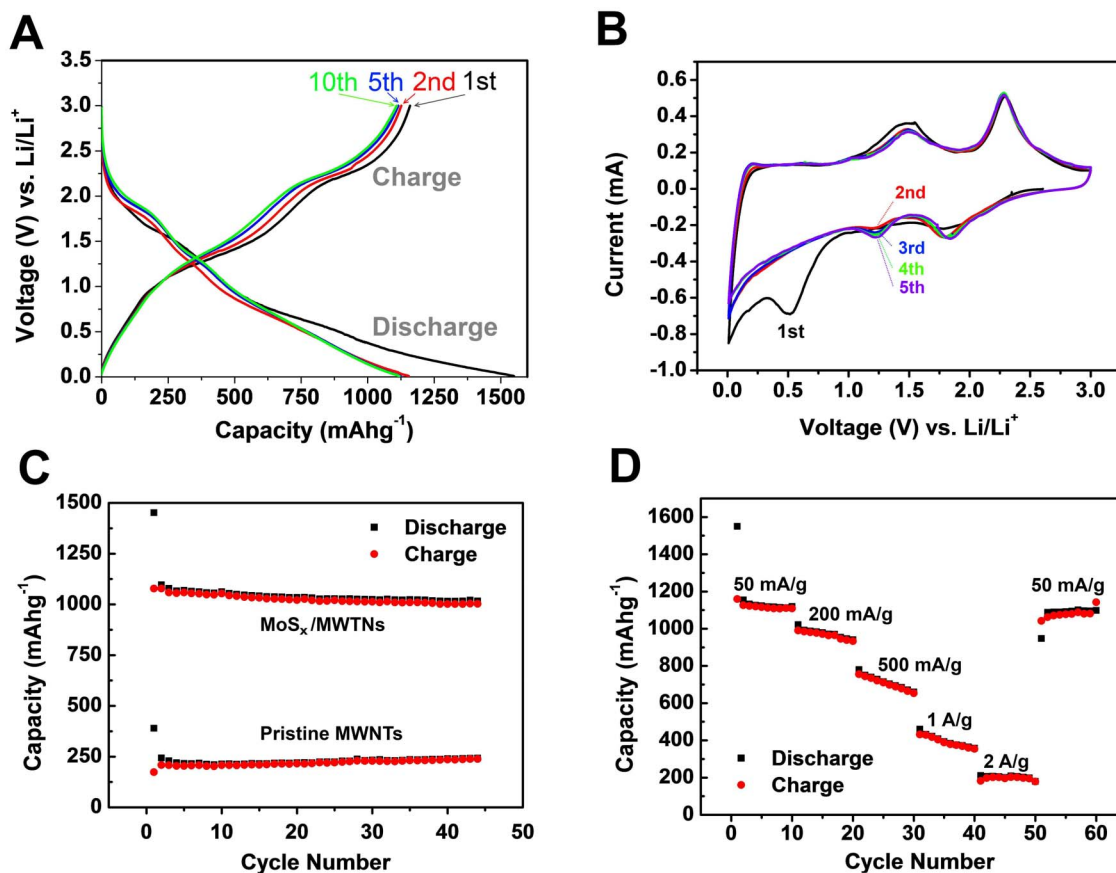 A
3.5
3.0
2.5
2.0
1.5
1.0
0.5
0.0
Voltage (V) vs. Li/Li⁺
10th 5th 2nd 1st
Charge
Discharge
0 250 500 750 1000 1250 1500
Capacity (mAhg⁻¹)
B
1.0
0.8
0.6
0.4
0.2
0.0
-0.2
-0.4
-0.6
-0.8
-1.0
Current (mA)
2nd
3rd
4th
5th
1st
0.0 0.5 1.0 1.5 2.0 2.5 3.0
Voltage (V) vs. Li/Li⁺
C
1500
1250
1000
750
500
250
0
Capacity (mAhg⁻¹)
Discharge
Charge
MoSₓ/MWTNs
Pristine MWNTs
0 10 20 30 40 50
Cycle Number
D
1600
1400
1200
1000
800
600
400
200
0
Capacity (mAhg⁻¹)
50 mA/g
200 mA/g
500 mA/g
1 A/g
2 A/g
50 mA/g
Discharge
Charge
0 10 20 30 40 50 60
Cycle Number